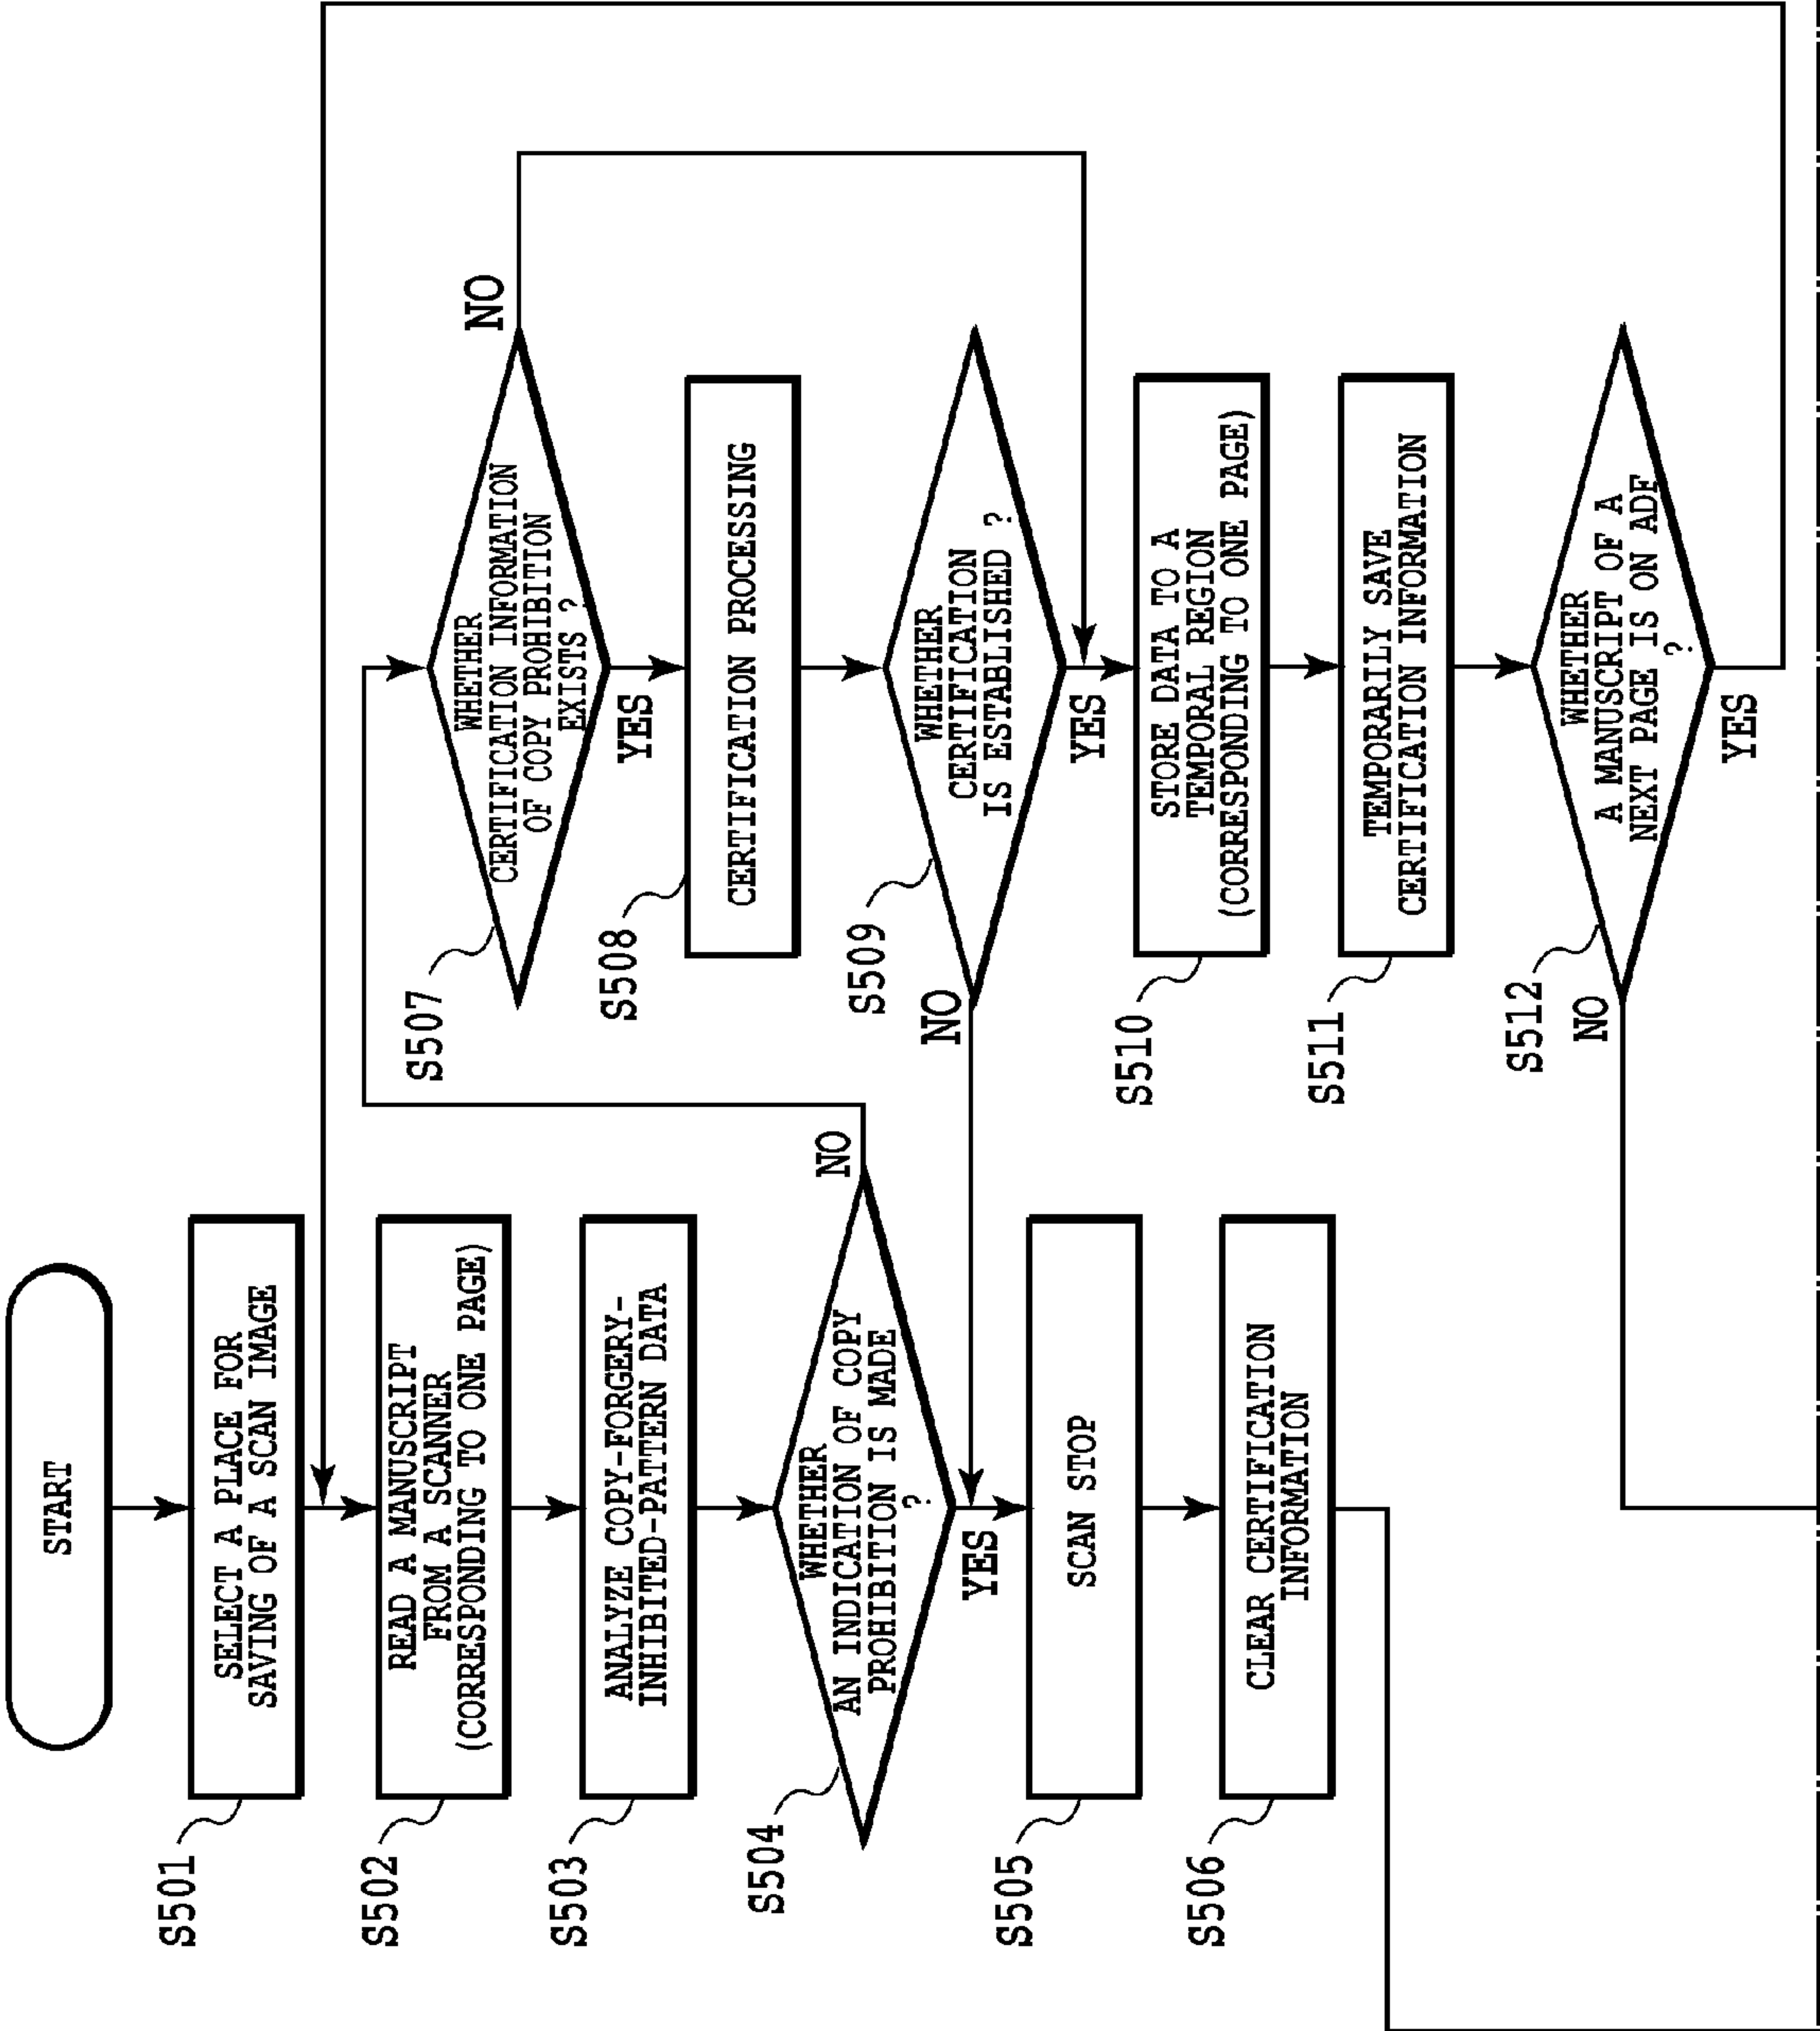 START
S501
SELECT A PLACE FOR
SAVING OF A SCAN IMAGE
S502
READ A MANUSCRIPT
FROM A SCANNER
(CORRESPONDING TO ONE PAGE)
S503
ANALYZE COPY-FORGERY-
INHIBITED-PATTERN DATA
S504
WHETHER
AN INDICATION OF COPY
PROHIBITION IS MADE
?
NO
YES
S505
SCAN STOP
S506
CLEAR CERTIFICATION
INFORMATION
S507
WHETHER
CERTIFICATION INFORMATION
OF COPY PROHIBITION
EXISTS ?
NO
YES
S508
CERTIFICATION PROCESSING
S509
WHETHER
CERTIFICATION
IS ESTABLISHED ?
NO
YES
S510
STORE DATA TO A
TEMPORAL REGION
(CORRESPONDING TO ONE PAGE)
S511
TEMPORARILY SAVE
CERTIFICATION INFORMATION
S512
WHETHER
A MANUSCRIPT OF A
NEXT PAGE IS ON ADF
?
NO
YES